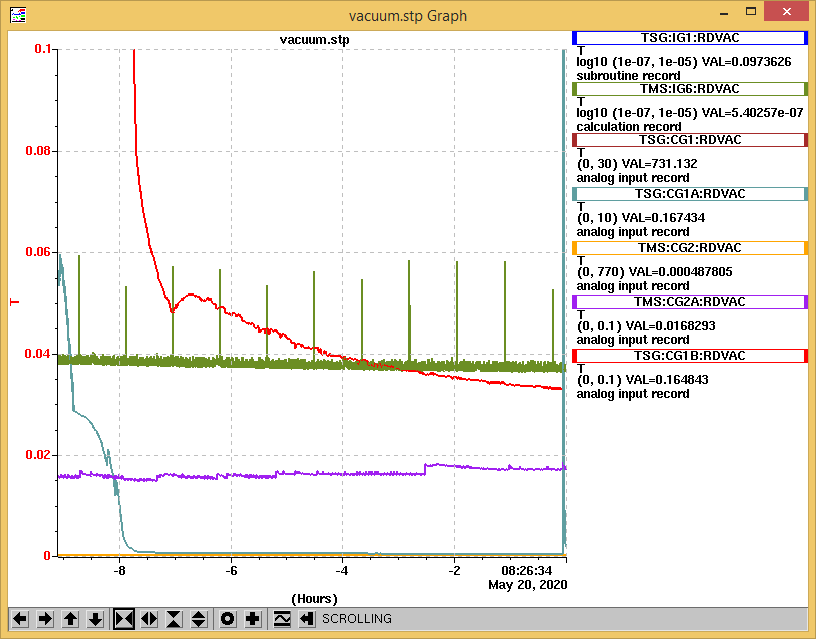 vacuum.stp Graph
vacuum.stp
0.1
0.08
0.06
0.04
0.02
0
T
-8
-6
-4
-2
08:26:34
May 20, 2020
(Hours)
TSG:IG1:RDVAC
T
log10 (1e-07, 1e-05) VAL=0.0973626
subroutine record
TMS:IG6:RDVAC
T
log10 (1e-07, 1e-05) VAL=5.40257e-07
calculation record
TSG:CG1:RDVAC
T
(0, 30) VAL=731.132
analog input record
TSG:CG1A:RDVAC
T
(0, 10) VAL=0.167434
analog input record
TMS:CG2:RDVAC
T
(0, 770) VAL=0.000487805
analog input record
TMS:CG2A:RDVAC
T
(0, 0.1) VAL=0.0168293
analog input record
TSG:CG1B:RDVAC
T
(0, 0.1) VAL=0.164843
analog input record
SCROLLING